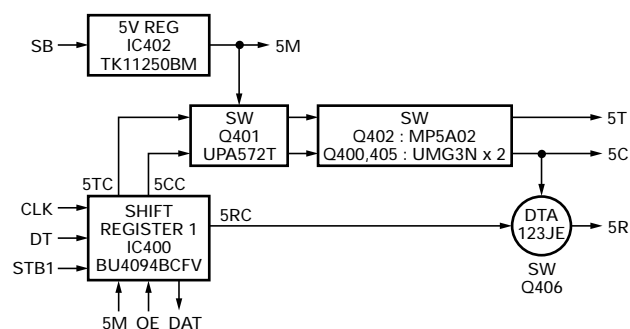 5V REG
IC402
TK11250BM
SB
5M
SW
Q401
UPA572T
SW
Q402 : MP5A02
Q400,405 : UMG3N x 2
5T
5C
5TC
5CC
CLK
DT
STB1
SHIFT
REGISTER 1
IC400
BU4094BCFV
5RC
DTA
123JE
5R
SW
Q406
5M
OE
DAT